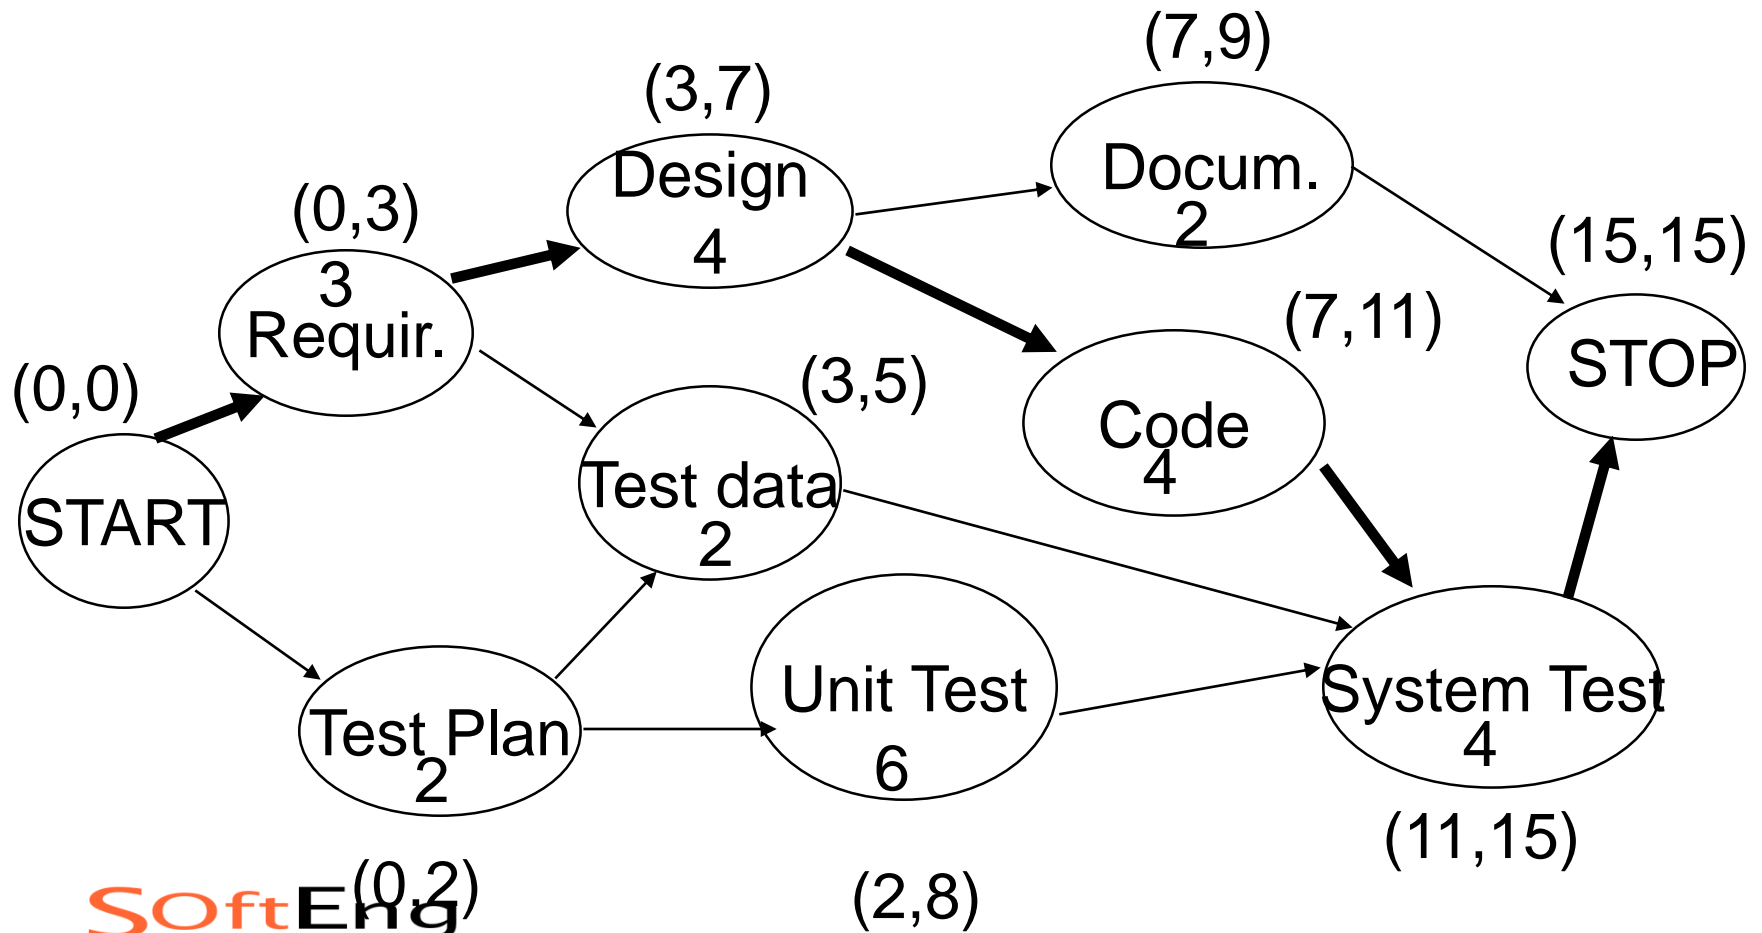 (7,9)
(3,7)
Docum.
2
Design
4
(0,3)
3
Requir.
(15,15)
STOP
(7,11)
(0,0)
START
(3,5)
Test data
2
Code
4
Test Plan
2
(0,2)
Unit Test
6
(2,8)
System Test
4
(11,15)
SoftEng